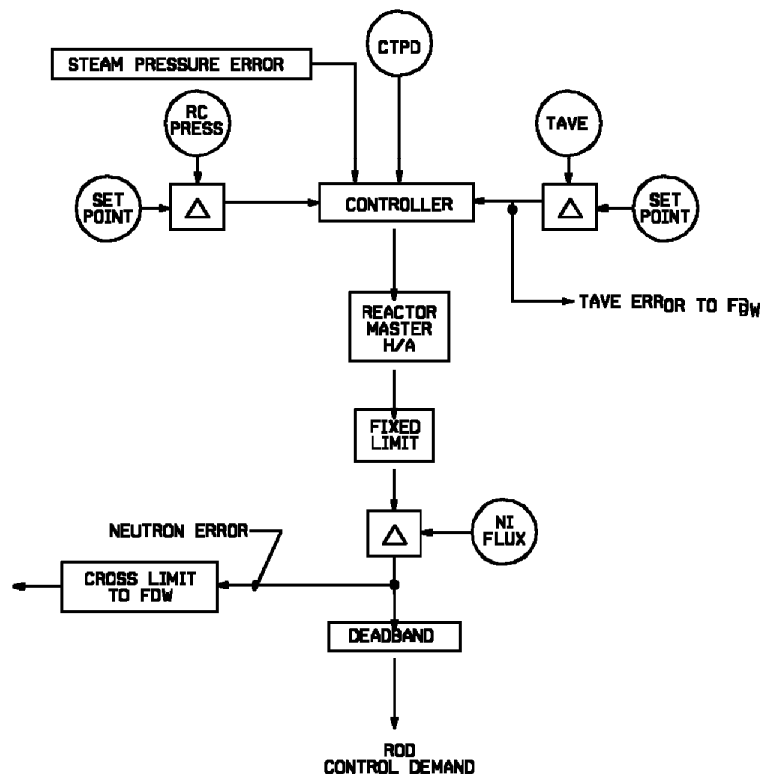 CTPD
STEAM PRESSURE ERROR
RC
PRESS
TAVE
SET
POINT
Δ
CONTROLLER
Δ
SET
POINT
TAVE ERROR TO FDW
REACTOR
MASTER
H/A
FIXED
LIMIT
NEUTRON ERROR
Δ
NI
FLUX
CROSS LIMIT
TO FDW
DEADBAND
ROD
CONTROL DEMAND